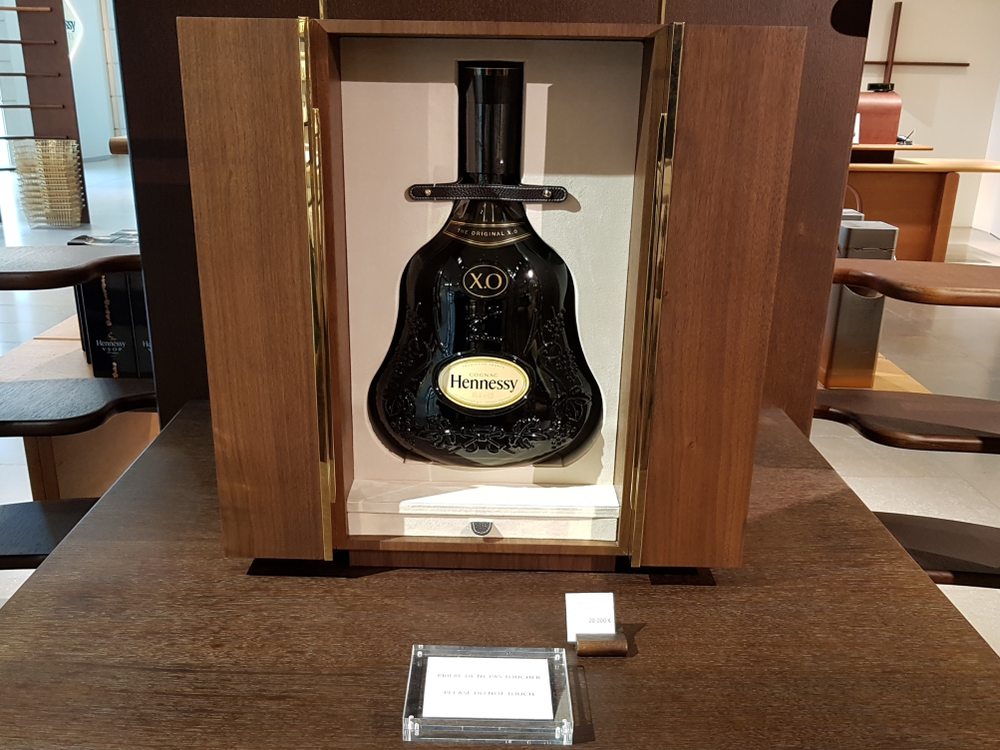 THE ORIGINAL X.O
X.O
COGNAC
Hennessy
Hennessy
V.S.O.P
PRIERE DE NE PAS TOUCHER
PLEASE DO NOT TOUCH